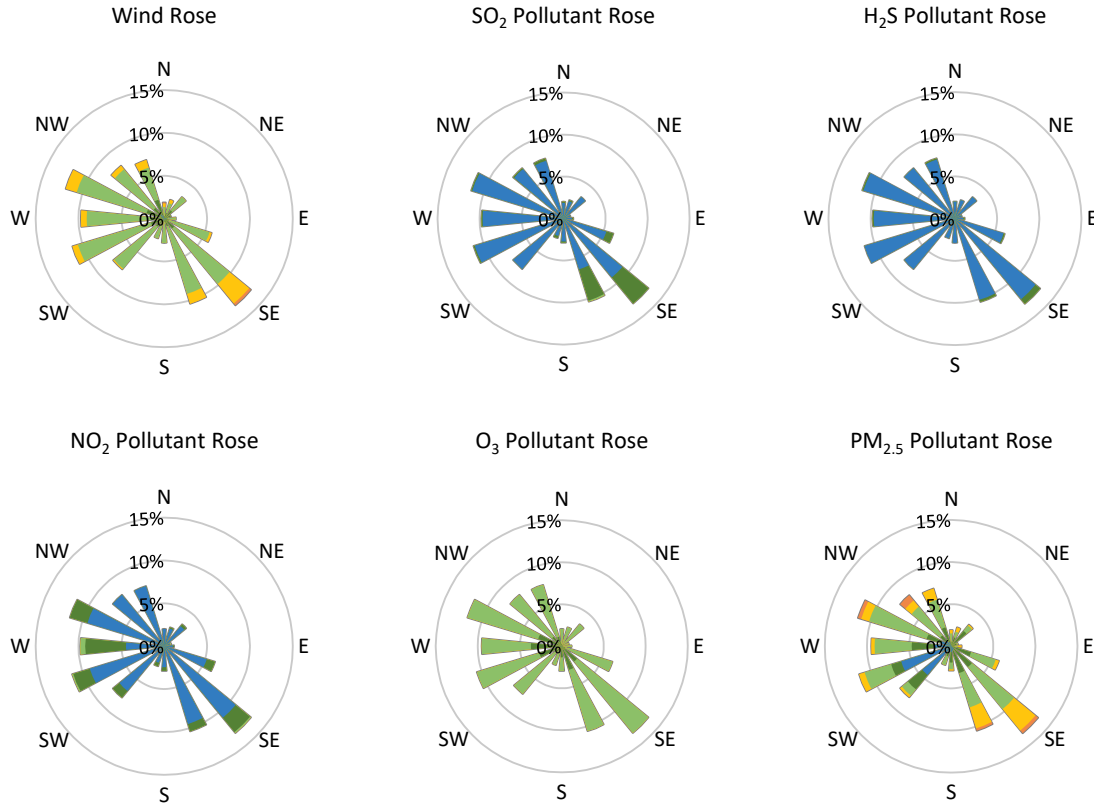 Wind Rose
N
15%
NW
NE
10%
5%
W
0%
E
SW
SE
S
SO₂ Pollutant Rose
N
15%
NW
NE
10%
5%
W
0%
E
SW
SE
S
H₂S Pollutant Rose
N
15%
NW
NE
10%
5%
W
0%
E
SW
SE
S
NO₂ Pollutant Rose
N
15%
NW
NE
10%
5%
W
0%
E
SW
SE
S
O₃ Pollutant Rose
N
15%
NW
NE
10%
5%
W
0%
E
SW
SE
S
PM₂.₅ Pollutant Rose
N
15%
NW
NE
10%
5%
W
0%
E
SW
SE
S